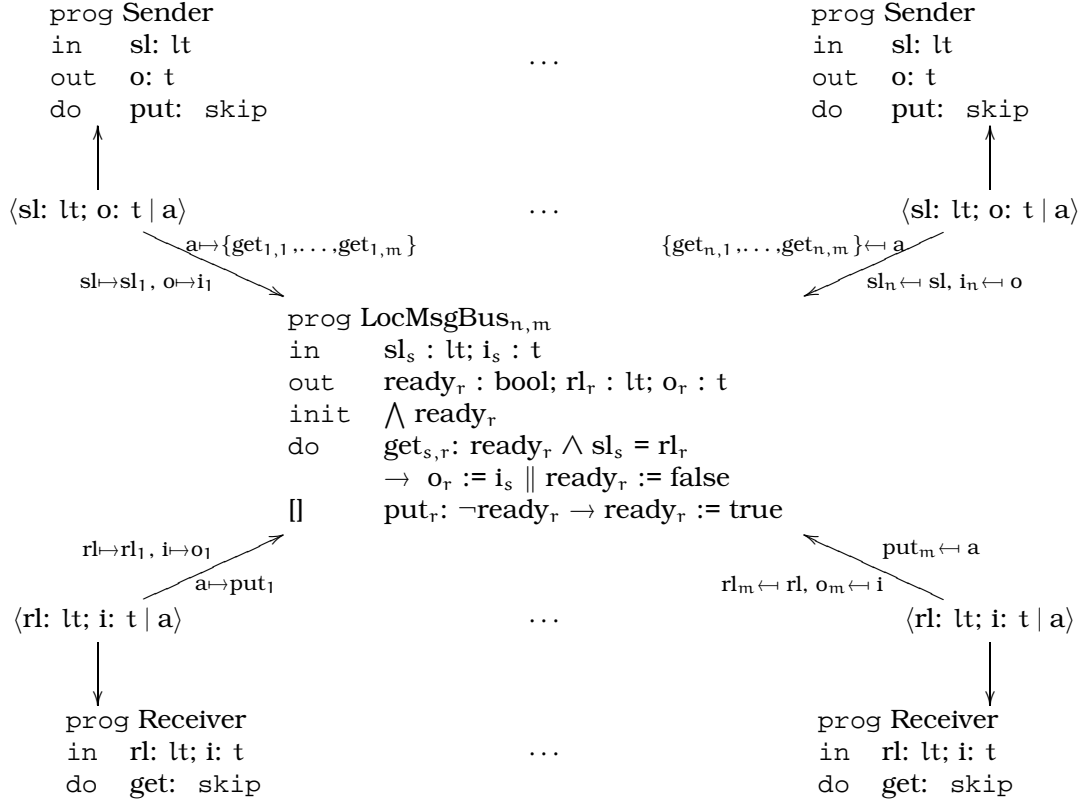 prog Sender
in sl: lt
out o: t
do put: skip
...
prog Sender
in sl: lt
out o: t
do put: skip
⟨sl: lt; o: t | a⟩
...
⟨sl: lt; o: t | a⟩
a↦{get₁,₁,...,get₁,ₘ}
sl↦sl₁, o↦i₁
{getₙ,₁,...,getₙ,ₘ}↤ a
slₙ↤ sl, iₙ↤ o
prog LocMsgBusₙ,ₘ
in slₛ : lt; iₛ : t
out readyᵣ : bool; rlᵣ : lt; oᵣ : t
init ⋀ readyᵣ
do getₛ,ᵣ: readyᵣ ∧ slₛ = rlᵣ
→ oᵣ := iₛ ∥ readyᵣ := false
[] putᵣ: ¬readyᵣ → readyᵣ := true
rl↦rl₁, i↦o₁
a↦put₁
putₘ↤ a
rlₘ↤ rl, oₘ↤ i
⟨rl: lt; i: t | a⟩
...
⟨rl: lt; i: t | a⟩
prog Receiver
in rl: lt; i: t
do get: skip
...
prog Receiver
in rl: lt; i: t
do get: skip